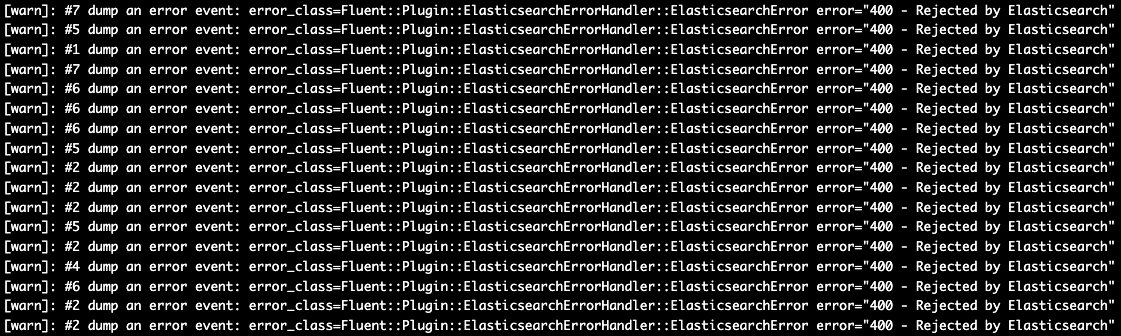 [warn]: #7 dump an error event: error_class=Fluent::Plugin::ElasticsearchErrorHandler::ElasticsearchError error="400 - Rejected by Elasticsearch"
[warn]: #5 dump an error event: error_class=Fluent::Plugin::ElasticsearchErrorHandler::ElasticsearchError error="400 - Rejected by Elasticsearch"
[warn]: #1 dump an error event: error_class=Fluent::Plugin::ElasticsearchErrorHandler::ElasticsearchError error="400 - Rejected by Elasticsearch"
[warn]: #7 dump an error event: error_class=Fluent::Plugin::ElasticsearchErrorHandler::ElasticsearchError error="400 - Rejected by Elasticsearch"
[warn]: #6 dump an error event: error_class=Fluent::Plugin::ElasticsearchErrorHandler::ElasticsearchError error="400 - Rejected by Elasticsearch"
[warn]: #6 dump an error event: error_class=Fluent::Plugin::ElasticsearchErrorHandler::ElasticsearchError error="400 - Rejected by Elasticsearch"
[warn]: #6 dump an error event: error_class=Fluent::Plugin::ElasticsearchErrorHandler::ElasticsearchError error="400 - Rejected by Elasticsearch"
[warn]: #5 dump an error event: error_class=Fluent::Plugin::ElasticsearchErrorHandler::ElasticsearchError error="400 - Rejected by Elasticsearch"
[warn]: #2 dump an error event: error_class=Fluent::Plugin::ElasticsearchErrorHandler::ElasticsearchError error="400 - Rejected by Elasticsearch"
[warn]: #2 dump an error event: error_class=Fluent::Plugin::ElasticsearchErrorHandler::ElasticsearchError error="400 - Rejected by Elasticsearch"
[warn]: #2 dump an error event: error_class=Fluent::Plugin::ElasticsearchErrorHandler::ElasticsearchError error="400 - Rejected by Elasticsearch"
[warn]: #5 dump an error event: error_class=Fluent::Plugin::ElasticsearchErrorHandler::ElasticsearchError error="400 - Rejected by Elasticsearch"
[warn]: #2 dump an error event: error_class=Fluent::Plugin::ElasticsearchErrorHandler::ElasticsearchError error="400 - Rejected by Elasticsearch"
[warn]: #4 dump an error event: error_class=Fluent::Plugin::ElasticsearchErrorHandler::ElasticsearchError error="400 - Rejected by Elasticsearch"
[warn]: #6 dump an error event: error_class=Fluent::Plugin::ElasticsearchErrorHandler::ElasticsearchError error="400 - Rejected by Elasticsearch"
[warn]: #2 dump an error event: error_class=Fluent::Plugin::ElasticsearchErrorHandler::ElasticsearchError error="400 - Rejected by Elasticsearch"
[warn]: #2 dump an error event: error_class=Fluent::Plugin::ElasticsearchErrorHandler::ElasticsearchError error="400 - Rejected by Elasticsearch"